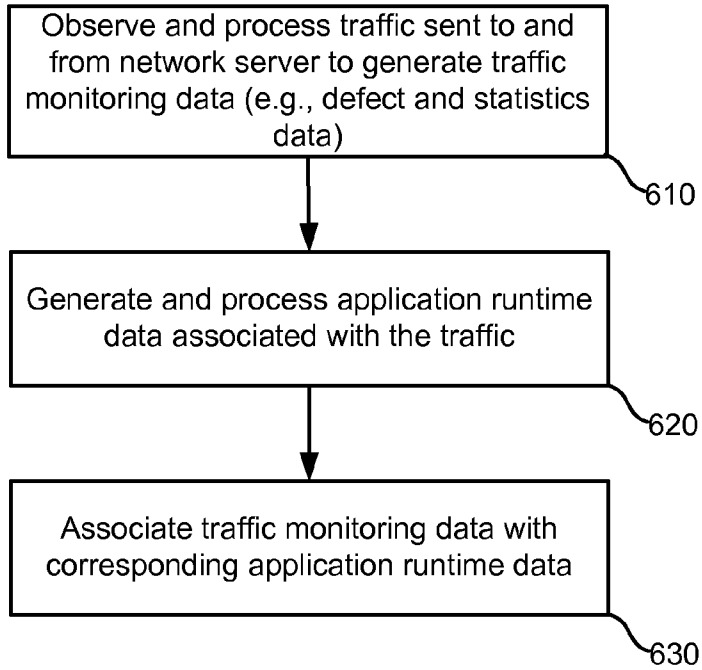 Observe and process traffic sent to and
from network server to generate traffic
monitoring data (e.g., defect and statistics
data)
610
Generate and process application runtime
data associated with the traffic
620
Associate traffic monitoring data with
corresponding application runtime data
630